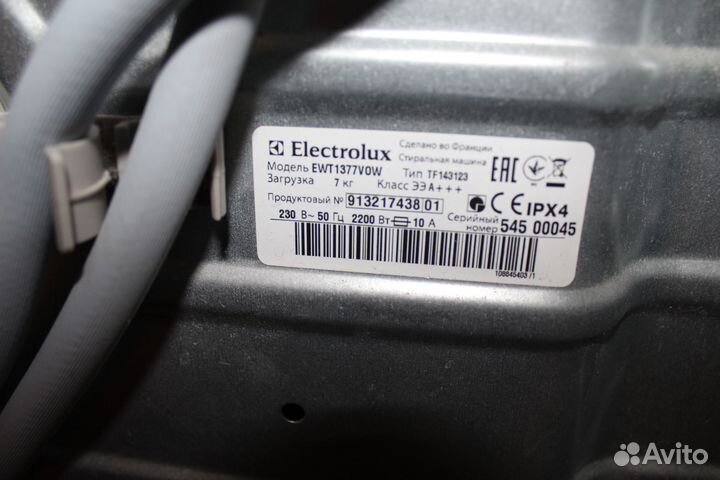 Electrolux Сделано во Франции
Стиральная машина
Модель EWT1377V0W Тип TF143123
Загрузка 7 кг Класс ЭЭ A+++
Продуктовый № 913217438 01
230 В~ 50 Гц 2200 Вт 10 А
EAC
CE IPX4
Серийный номер 545 00045
108845403 /1
Avito